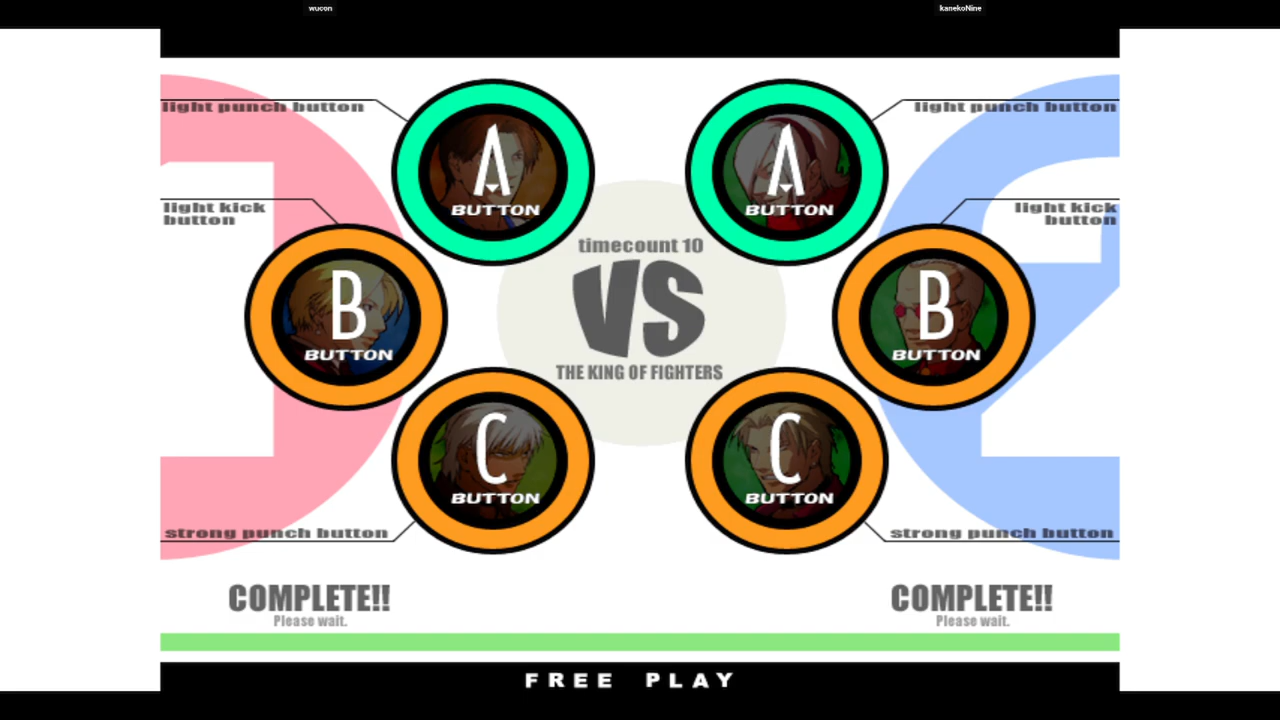 wucon
kanekoNine
light punch button
light punch button
A
BUTTON
A
BUTTON
light kick
button
light kick
button
timecount 10
VS
THE KING OF FIGHTERS
B
BUTTON
B
BUTTON
C
BUTTON
C
BUTTON
strong punch button
strong punch button
COMPLETE!!
Please wait.
COMPLETE!!
Please wait.
FREE PLAY